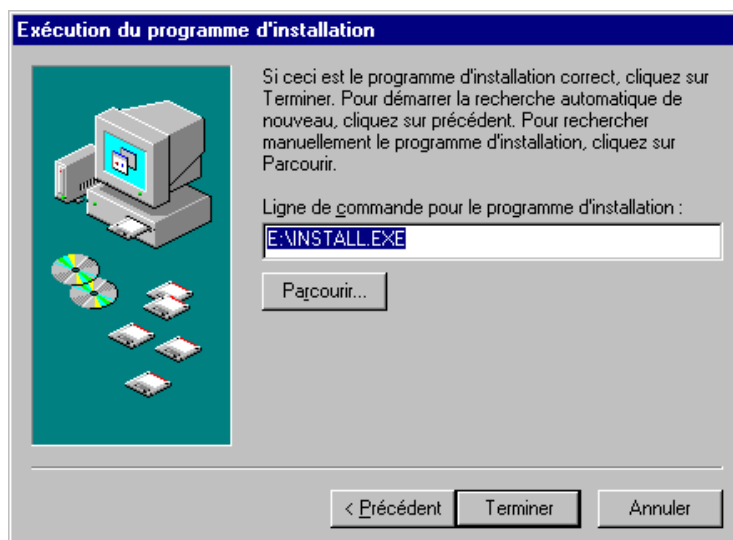 Exécution du programme d'installation
Si ceci est le programme d'installation correct, cliquez sur
Terminer. Pour démarrer la recherche automatique de
nouveau, cliquez sur précédent. Pour rechercher
manuellement le programme d'installation, cliquez sur
Parcourir.
Ligne de commande pour le programme d'installation :
E:\INSTALL.EXE
Parcourir...
< Précédent
Terminer
Annuler